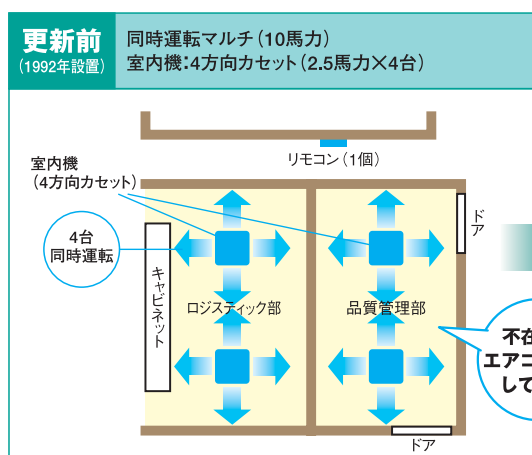 更新前
(1992年設置)
同時運転マルチ(10馬力)
室内機:4方向カセット(2.5馬力×4台)
リモコン(1個)
室内機
(4方向カセット)
4台
同時運転
キャビネット
ロジスティック部
品質管理部
ドア
不在
エアコ
して
ドア